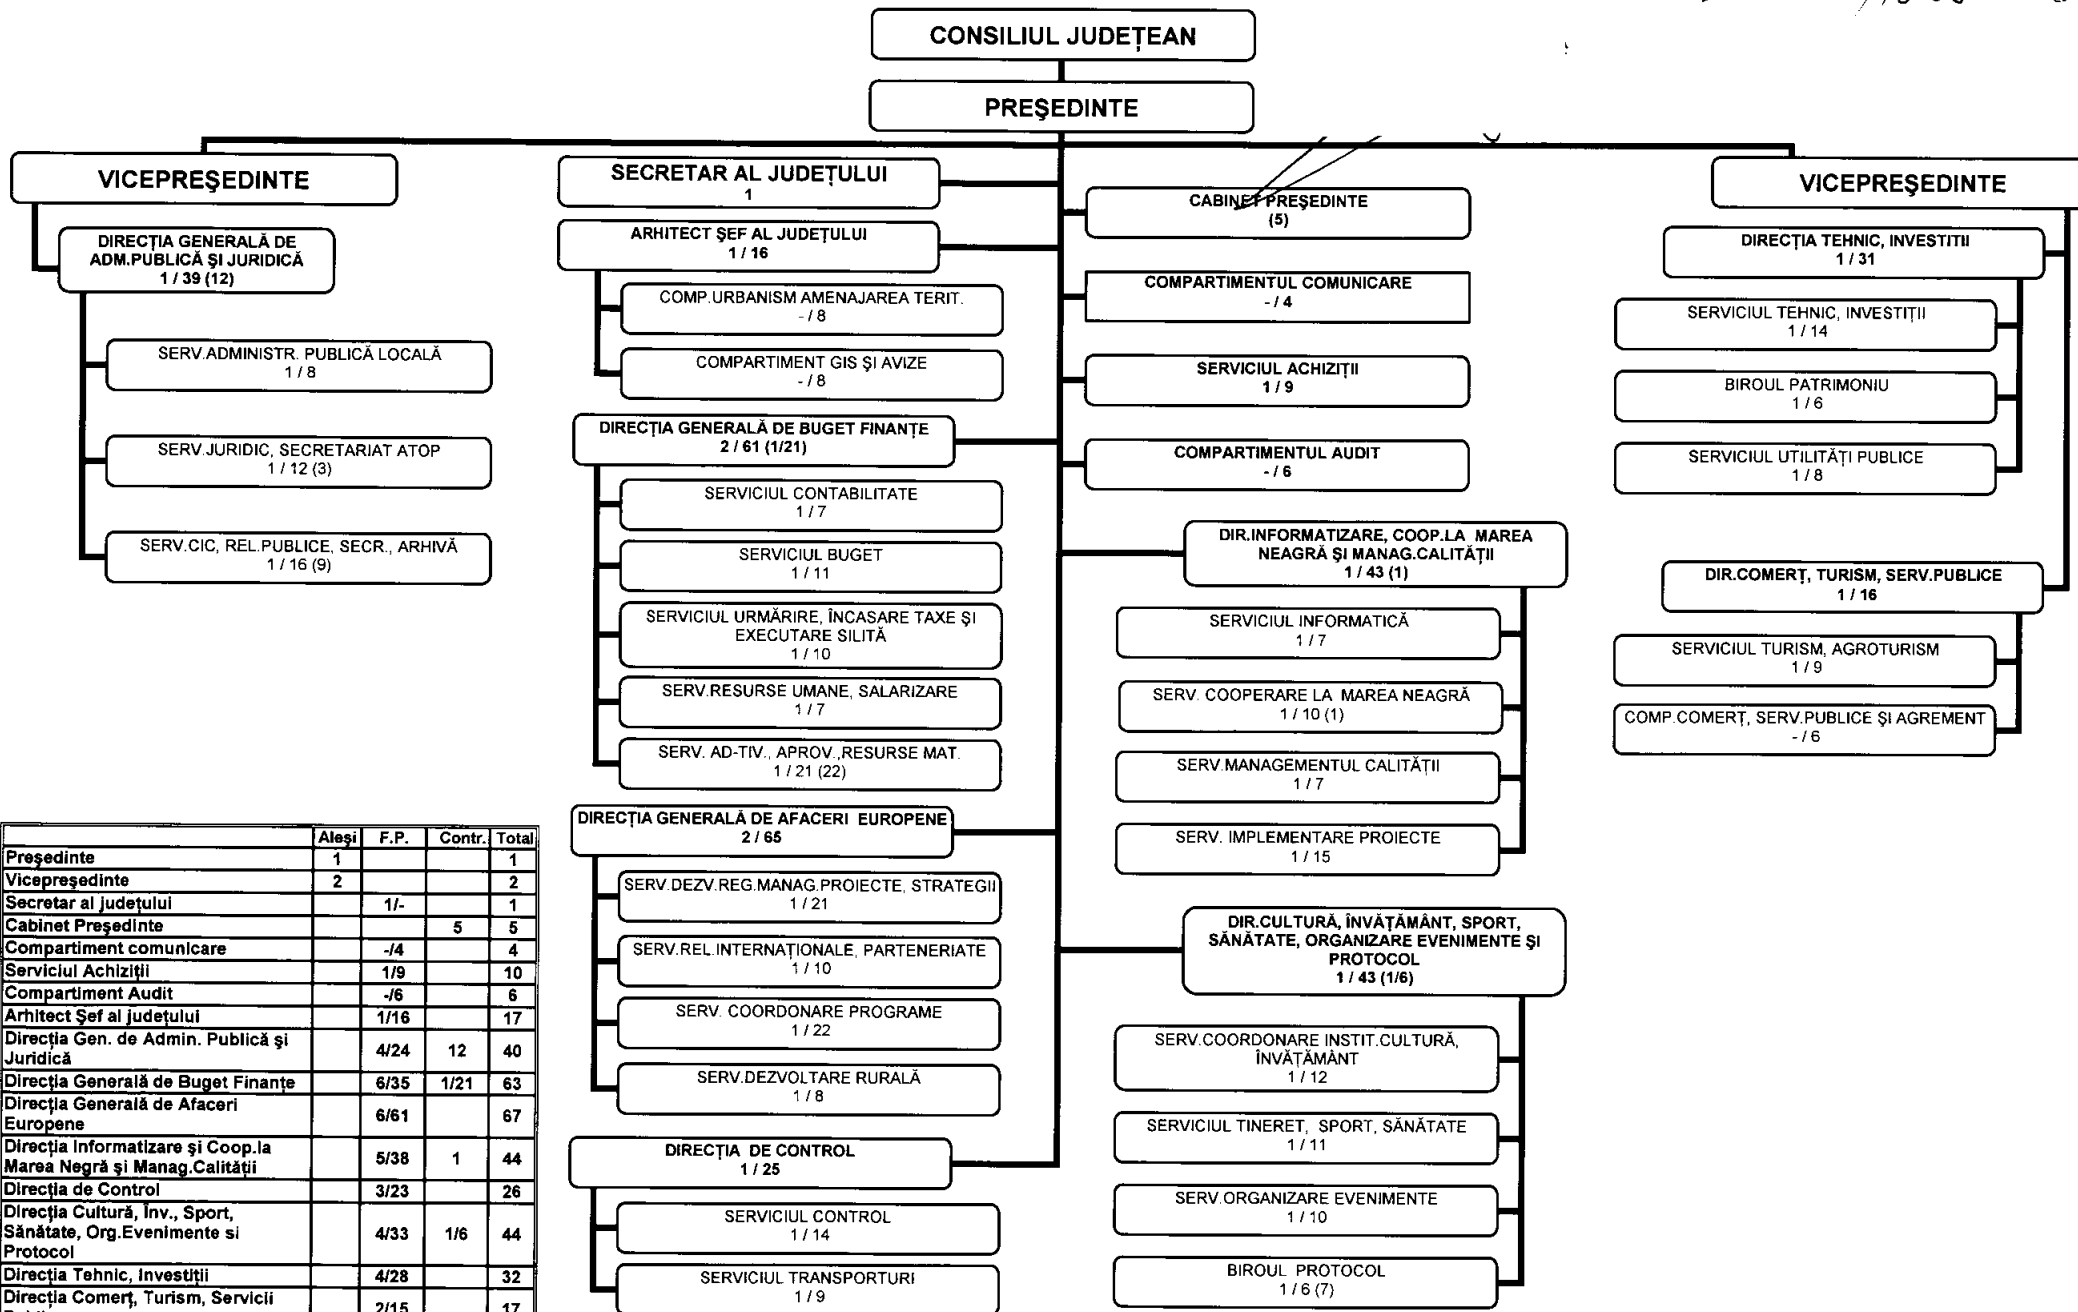 CONSILIUL JUDEȚEAN
PREŞEDINTE
VICEPREŞEDINTE
DIRECȚIA GENERALĂ DE
ADM.PUBLICĂ ŞI JURIDICĂ
1 / 39 (12)
SERV.ADMINISTR. PUBLICĂ LOCALĂ
1 / 8
SERV.JURIDIC, SECRETARIAT ATOP
1 / 12 (3)
SERV.CIC, REL.PUBLICE, SECR., ARHIVĂ
1 / 16 (9)
SECRETAR AL JUDEȚULUI
1
ARHITECT ŞEF AL JUDEȚULUI
1 / 16
COMP.URBANISM AMENAJAREA TERIT.
- / 8
COMPARTIMENT GIS ŞI AVIZE
- / 8
DIRECȚIA GENERALĂ DE BUGET FINANȚE
2 / 61 (1/21)
SERVICIUL CONTABILITATE
1 / 7
SERVICIUL BUGET
1 / 11
SERVICIUL URMĂRIRE, ÎNCASARE TAXE ŞI
EXECUTARE SILITĂ
1 / 10
SERV.RESURSE UMANE, SALARIZARE
1 / 7
SERV. AD-TIV., APROV.,RESURSE MAT.
1 / 21 (22)
DIRECȚIA GENERALĂ DE AFACERI EUROPENE
2 / 65
SERV.DEZV.REG.MANAG.PROIECTE, STRATEGII
1 / 21
SERV.REL.INTERNAȚIONALE, PARTENERIATE
1 / 10
SERV. COORDONARE PROGRAME
1 / 22
SERV.DEZVOLTARE RURALĂ
1 / 8
DIRECȚIA DE CONTROL
1 / 25
SERVICIUL CONTROL
1 / 14
SERVICIUL TRANSPORTURI
1 / 9
CABINET PREŞEDINTE
(5)
COMPARTIMENTUL COMUNICARE
- / 4
SERVICIUL ACHIZIȚII
1 / 9
COMPARTIMENTUL AUDIT
- / 6
DIR.INFORMATIZARE, COOP.LA MAREA
NEAGRĂ ŞI MANAG.CALITĂȚII
1 / 43 (1)
SERVICIUL INFORMATICĂ
1 / 7
SERV. COOPERARE LA MAREA NEAGRĂ
1 / 10 (1)
SERV.MANAGEMENTUL CALITĂȚII
1 / 7
SERV. IMPLEMENTARE PROIECTE
1 / 15
DIR.CULTURĂ, ÎNVĂȚĂMÂNT, SPORT,
SĂNĂTATE, ORGANIZARE EVENIMENTE ŞI
PROTOCOL
1 / 43 (1/6)
SERV.COORDONARE INSTIT.CULTURĂ,
ÎNVĂȚĂMÂNT
1 / 12
SERVICIUL TINERET, SPORT, SĂNĂTATE
1 / 11
SERV.ORGANIZARE EVENIMENTE
1 / 10
BIROUL PROTOCOL
1 / 6 (7)
VICEPREŞEDINTE
DIRECȚIA TEHNIC, INVESTITII
1 / 31
SERVICIUL TEHNIC, INVESTIȚII
1 / 14
BIROUL PATRIMONIU
1 / 6
SERVICIUL UTILITĂȚI PUBLICE
1 / 8
DIR.COMERȚ, TURISM, SERV.PUBLICE
1 / 16
SERVICIUL TURISM, AGROTURISM
1 / 9
COMP.COMERȚ, SERV.PUBLICE ŞI AGREMENT
- / 6
Aleşi F.P. Contr. Total
Preşedinte 1 1
Vicepreşedinte 2 2
Secretar al judeţului 1/- 1
Cabinet Preşedinte 5 5
Compartiment comunicare -/4 4
Serviciul Achiziţii 1/9 10
Compartiment Audit -/6 6
Arhitect Şef al judeţului 1/16 17
Direcţia Gen. de Admin. Publică şi
Juridică 4/24 12 40
Direcţia Generală de Buget Finanţe 6/35 1/21 63
Direcţia Generală de Afaceri
Europene 6/61 67
Direcţia Informatizare şi Coop.la
Marea Negră şi Manag.Calităţii 5/38 1 44
Direcţia de Control 3/23 26
Direcţia Cultură, Înv., Sport,
Sănătate, Org.Evenimente si
Protocol 4/33 1/6 44
Direcţia Tehnic, Investiţii 4/28 32
Direcţia Comerţ, Turism, Servicii
2/15 17